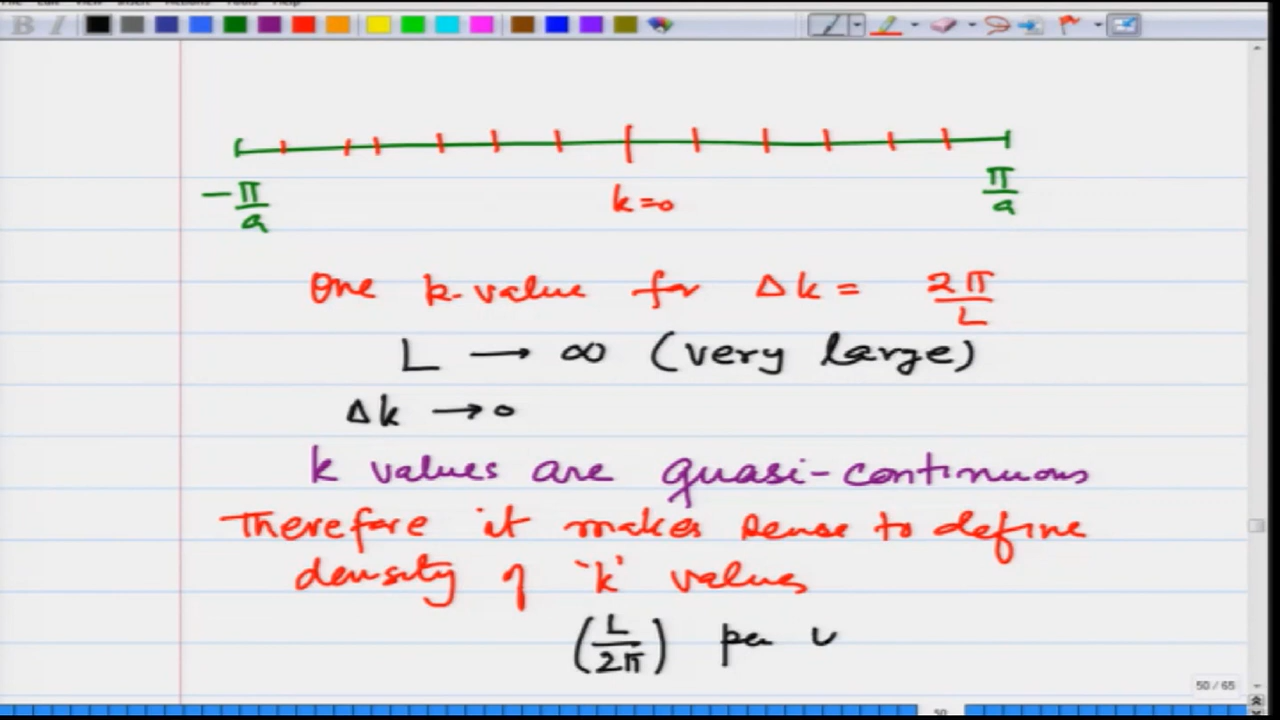 -π/a k=0 π/a
One k-value for Δk = 2π/L
L → ∞ (very large)
Δk → 0
k values are quasi-continuous
Therefore it makes sense to define
density of 'k' values
(L/2π) per u
50 / 65
50